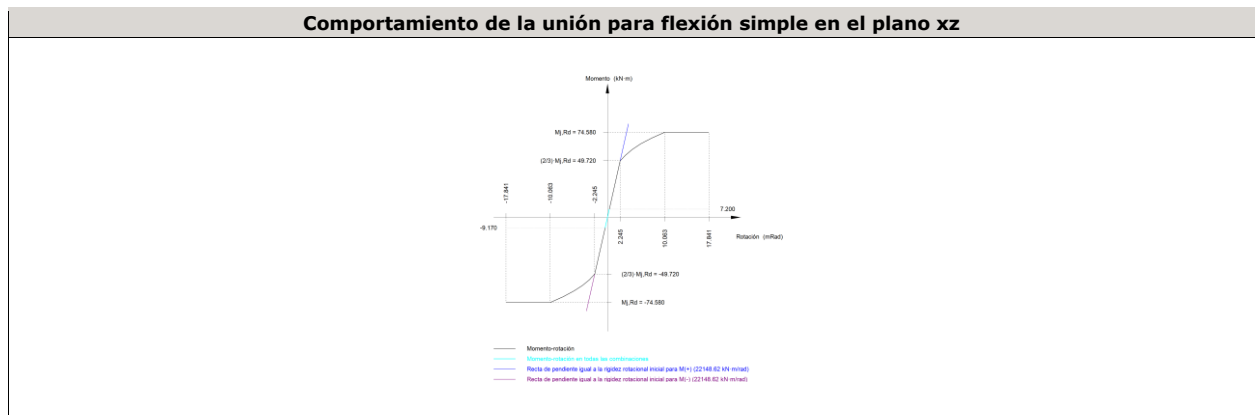 Comportamiento de la unión para flexión simple en el plano xz
Momento (kN·m)
Mj,Rd = 74.580
(2/3)·Mj,Rd = 49.720
-17.841
-10.063
-2.245
7.200
-9.170
2.245
10.063
17.841
Rotación (mRad)
(2/3)·Mj,Rd = -49.720
Mj,Rd = -74.580
Momento-rotación
Momento-rotación en todas las combinaciones
Recta de pendiente igual a la rigidez rotacional inicial para M(+) (22148.62 kN·m/rad)
Recta de pendiente igual a la rigidez rotacional inicial para M(-) (22148.62 kN·m/rad)